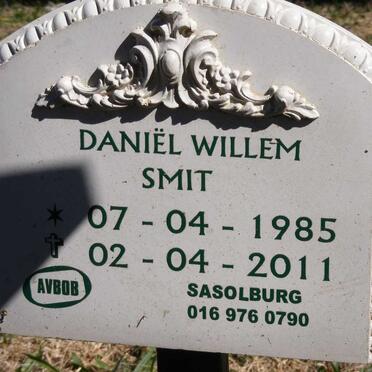 DANIËL WILLEM
SMIT
* 07 - 04 - 1985
✝ 02 - 04 - 2011
AVBOB
SASOLBURG
016 976 0790